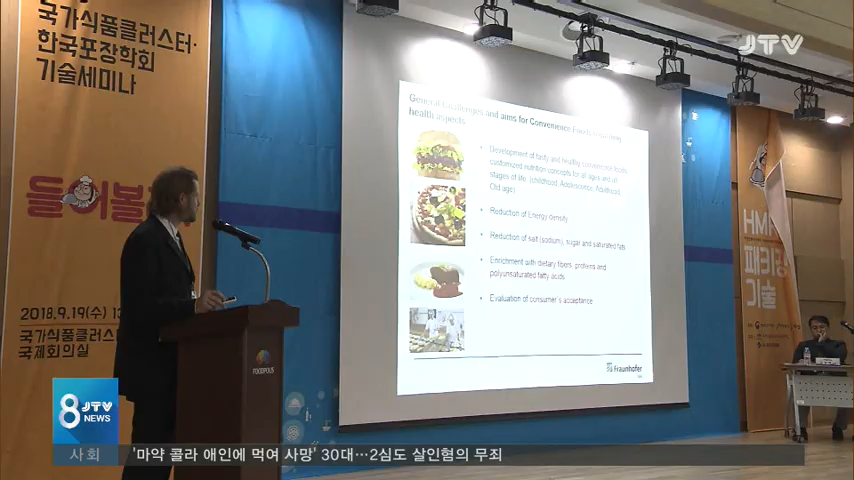 국가식품클러스터·
한국포장학회
기술세미나
들어볼
2018.9.19(수)
국가식품클러스터
국제회의실
JTV
General Challenges and aims for Convenience Foods regarding
health aspects
• Development of tasty and healthy convenience foods,
customized nutrition concepts for all ages and all
stages of life. (childhood, Adolescence, Adulthood,
Old age)
• Reduction of Energy density
• Reduction of salt (sodium), sugar and saturated fats
• Enrichment with dietary fibers, proteins and
polyunsaturated fatty acids
• Evaluation of consumer's acceptance
Fraunhofer
FOODPOLIS
HMR
패키징
기술
8 JTV
NEWS
사회 '마약 콜라 애인에 먹여 사망' 30대…2심도 살인혐의 무죄